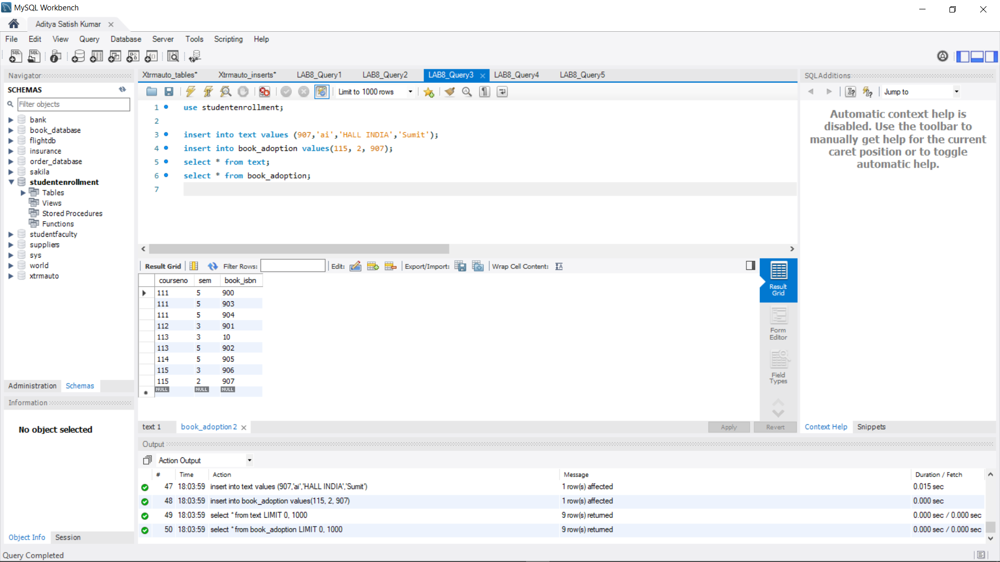 MySQL Workbench
Aditya Satish Kumar
File Edit View Query Database Server Tools Scripting Help
Navigator
SCHEMAS
Filter objects
bank
book_database
flightdb
insurance
order_database
sakila
studentenrollment
Tables
Views
Stored Procedures
Functions
studentfaculty
suppliers
sys
world
xtrmauto
Administration Schemas
Information
No object selected
Object Info Session
Xtrmauto_tables* Xtrmauto_inserts* LAB8_Query1 LAB8_Query2 LAB8_Query3 LAB8_Query4 LAB8_Query5
Limit to 1000 rows
1 use studentenrollment;
2
3 insert into text values (907,'ai','HALL INDIA','Sumit');
4 insert into book_adoption values(115, 2, 907);
5 select * from text;
6 select * from book_adoption;
7
Result Grid Filter Rows: Edit: Export/Import: Wrap Cell Content:
courseno sem book_isbn
111 5 900
111 5 903
111 5 904
112 3 901
113 3 10
113 5 902
114 5 905
115 3 906
115 2 907
NULL NULL NULL
Result Grid
Form Editor
Field Types
text 1 book_adoption 2 Apply Revert
SQLAdditions
Jump to
Automatic context help is
disabled. Use the toolbar to
manually get help for the current
caret position or to toggle
automatic help.
Context Help Snippets
Output
Action Output
# Time Action Message Duration / Fetch
47 18:03:59 insert into text values (907,'ai','HALL INDIA','Sumit') 1 row(s) affected 0.015 sec
48 18:03:59 insert into book_adoption values(115, 2, 907) 1 row(s) affected 0.000 sec
49 18:03:59 select * from text LIMIT 0, 1000 9 row(s) returned 0.000 sec / 0.000 sec
50 18:03:59 select * from book_adoption LIMIT 0, 1000 9 row(s) returned 0.000 sec / 0.000 sec
Query Completed